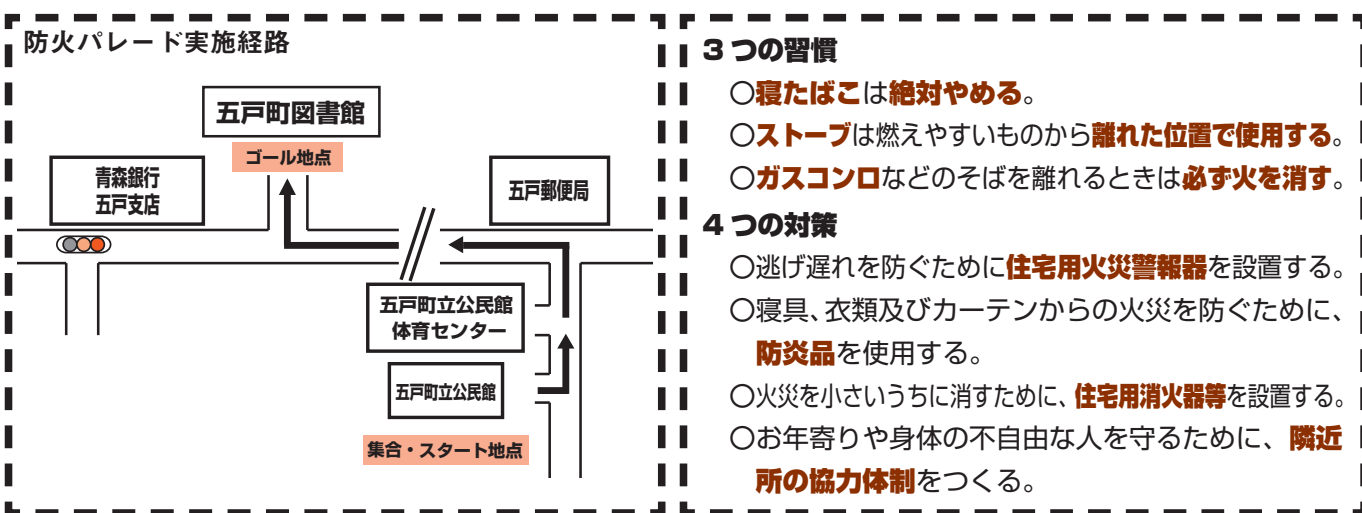 防火パレード実施経路
五戸町図書館
ゴール地点
青森銀行
五戸支店
五戸郵便局
五戸町立公民館
体育センター
五戸町立公民館
集合・スタート地点
3つの習慣
〇寝たばこは絶対やめる。
〇ストーブは燃えやすいものから離れた位置で使用する。
〇ガスコンロなどのそばを離れるときは必ず火を消す。
4つの対策
〇逃げ遅れを防ぐために住宅用火災警報器を設置する。
〇寝具、衣類及びカーテンからの火災を防ぐために、
防炎品を使用する。
〇火災を小さいうちに消すために、住宅用消火器等を設置する。
〇お年寄りや身体の不自由な人を守るために、隣近
所の協力体制をつくる。